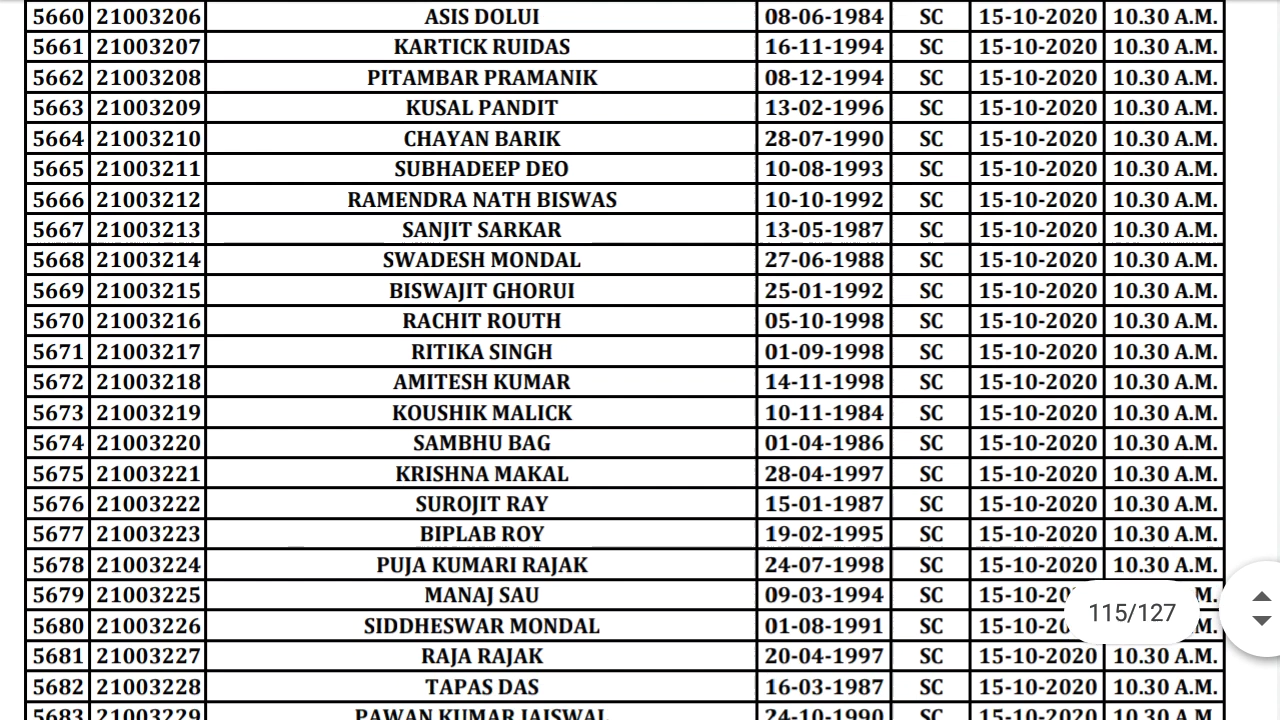 5660 21003206 ASIS DOLUI 08-06-1984 SC 15-10-2020 10.30 A.M.
5661 21003207 KARTICK RUIDAS 16-11-1994 SC 15-10-2020 10.30 A.M.
5662 21003208 PITAMBAR PRAMANIK 08-12-1994 SC 15-10-2020 10.30 A.M.
5663 21003209 KUSAL PANDIT 13-02-1996 SC 15-10-2020 10.30 A.M.
5664 21003210 CHAYAN BARIK 28-07-1990 SC 15-10-2020 10.30 A.M.
5665 21003211 SUBHADEEP DEO 10-08-1993 SC 15-10-2020 10.30 A.M.
5666 21003212 RAMENDRA NATH BISWAS 10-10-1992 SC 15-10-2020 10.30 A.M.
5667 21003213 SANJIT SARKAR 13-05-1987 SC 15-10-2020 10.30 A.M.
5668 21003214 SWADESH MONDAL 27-06-1988 SC 15-10-2020 10.30 A.M.
5669 21003215 BISWAJIT GHORUI 25-01-1992 SC 15-10-2020 10.30 A.M.
5670 21003216 RACHIT ROUTH 05-10-1998 SC 15-10-2020 10.30 A.M.
5671 21003217 RITIKA SINGH 01-09-1998 SC 15-10-2020 10.30 A.M.
5672 21003218 AMITESH KUMAR 14-11-1998 SC 15-10-2020 10.30 A.M.
5673 21003219 KOUSHIK MALICK 10-11-1984 SC 15-10-2020 10.30 A.M.
5674 21003220 SAMBHU BAG 01-04-1986 SC 15-10-2020 10.30 A.M.
5675 21003221 KRISHNA MAKAL 28-04-1997 SC 15-10-2020 10.30 A.M.
5676 21003222 SUROJIT RAY 15-01-1987 SC 15-10-2020 10.30 A.M.
5677 21003223 BIPLAB ROY 19-02-1995 SC 15-10-2020 10.30 A.M.
5678 21003224 PUJA KUMARI RAJAK 24-07-1998 SC 15-10-2020 10.30 A.M.
5679 21003225 MANAJ SAU 09-03-1994 SC 15-10-20 M.
115/127
5680 21003226 SIDDHESWAR MONDAL 01-08-1991 SC 15-10-20 M.
5681 21003227 RAJA RAJAK 20-04-1997 SC 15-10-2020 10.30 A.M.
5682 21003228 TAPAS DAS 16-03-1987 SC 15-10-2020 10.30 A.M.
5683 21003229 PAWAN KUMAR JAISWAL 24-10-1990 SC 15-10-2020 10.30 A.M.